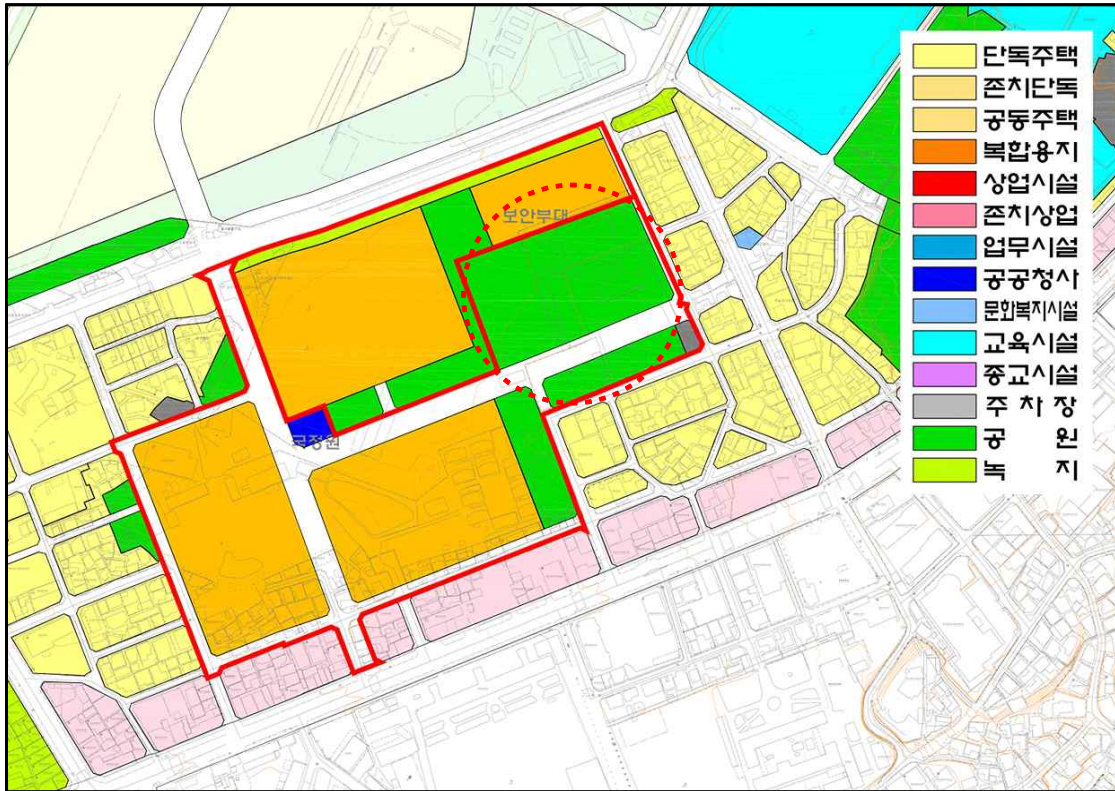 단독주택
존치단독
공동주택
복합용지
상업시설
존치상업
업무시설
공공청사
문화복지시설
교육시설
종교시설
주 차 장
공 원
녹 지
보안부대
국정원